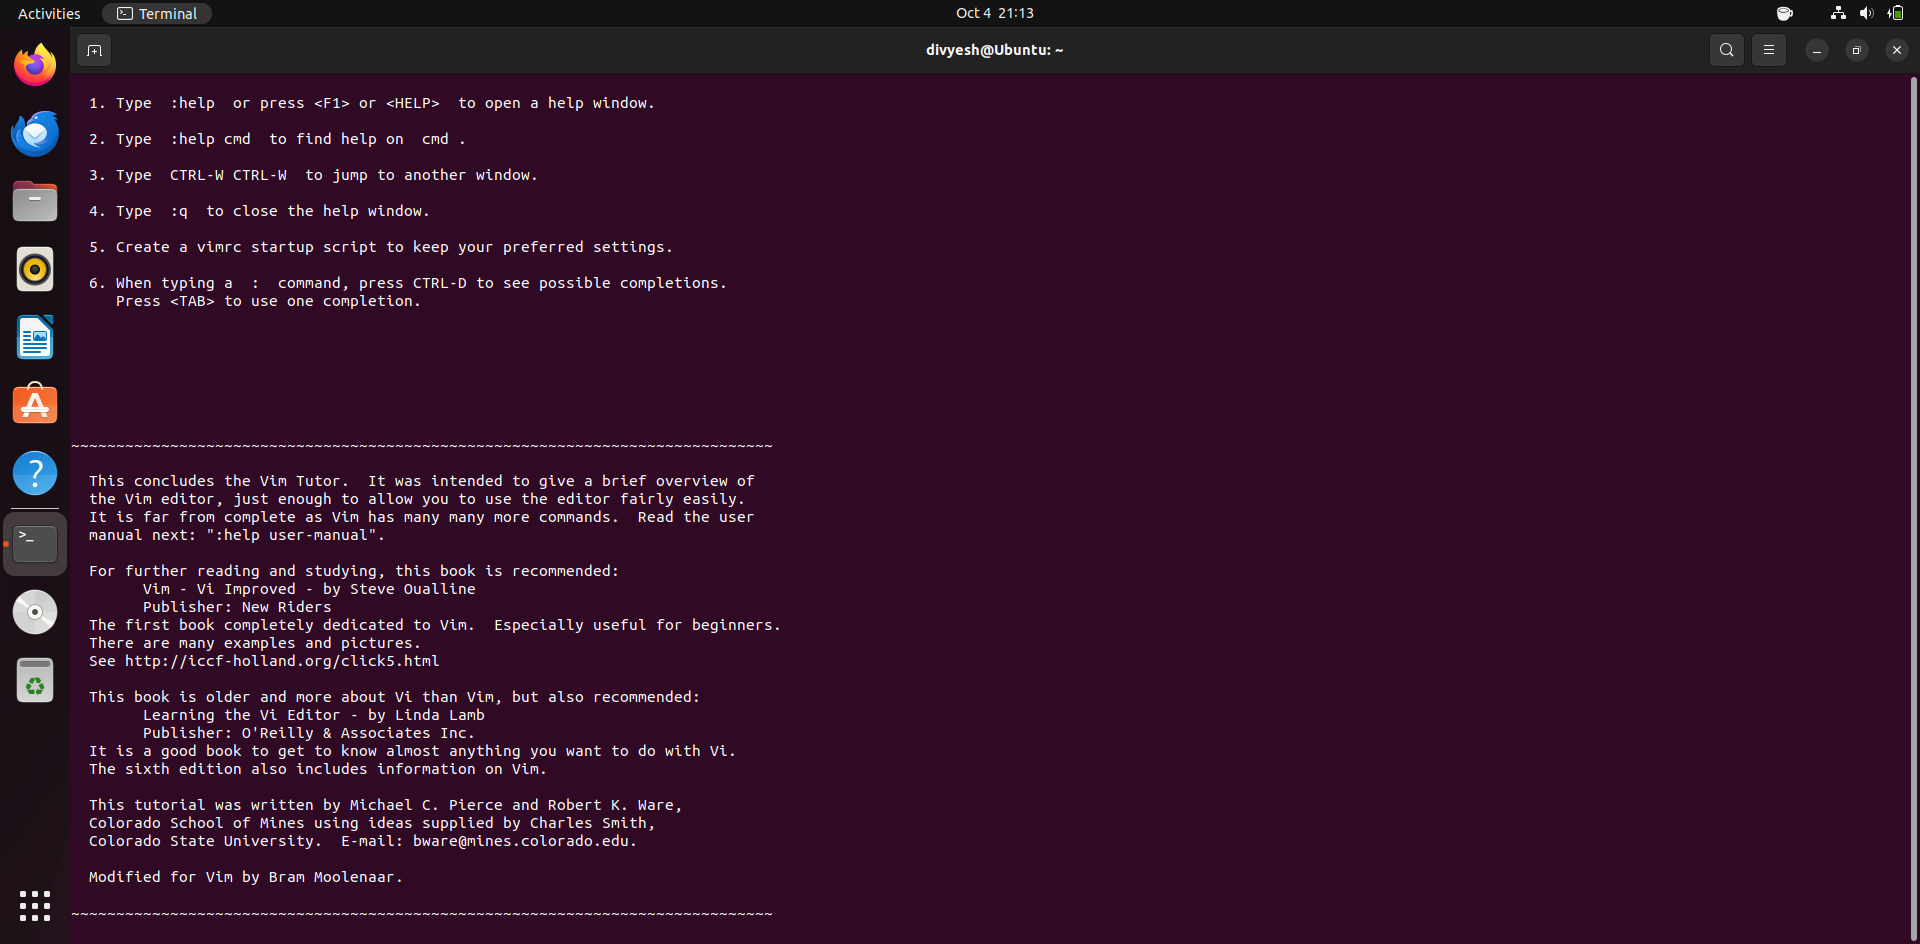 Activities
Terminal
Oct 4 21:13
divyesh@Ubuntu: ~
1. Type  :help  or press <F1> or <HELP>  to open a help window.
2. Type  :help cmd  to find help on  cmd .
3. Type  CTRL-W CTRL-W  to jump to another window.
4. Type  :q  to close the help window.
5. Create a vimrc startup script to keep your preferred settings.
6. When typing a  :  command, press CTRL-D to see possible completions.
Press <TAB> to use one completion.
~~~~~~~~~~~~~~~~~~~~~~~~~~~~~~~~~~~~~~~~~~~~~~~~~~~~~~~~~~~~~~~~~~~~~~~~~~~~~~
This concludes the Vim Tutor.  It was intended to give a brief overview of
the Vim editor, just enough to allow you to use the editor fairly easily.
It is far from complete as Vim has many many more commands.  Read the user
manual next: ":help user-manual".
For further reading and studying, this book is recommended:
Vim - Vi Improved - by Steve Oualline
Publisher: New Riders
The first book completely dedicated to Vim.  Especially useful for beginners.
There are many examples and pictures.
See http://iccf-holland.org/click5.html
This book is older and more about Vi than Vim, but also recommended:
Learning the Vi Editor - by Linda Lamb
Publisher: O'Reilly & Associates Inc.
It is a good book to get to know almost anything you want to do with Vi.
The sixth edition also includes information on Vim.
This tutorial was written by Michael C. Pierce and Robert K. Ware,
Colorado School of Mines using ideas supplied by Charles Smith,
Colorado State University.  E-mail: bware@mines.colorado.edu.
Modified for Vim by Bram Moolenaar.
~~~~~~~~~~~~~~~~~~~~~~~~~~~~~~~~~~~~~~~~~~~~~~~~~~~~~~~~~~~~~~~~~~~~~~~~~~~~~~